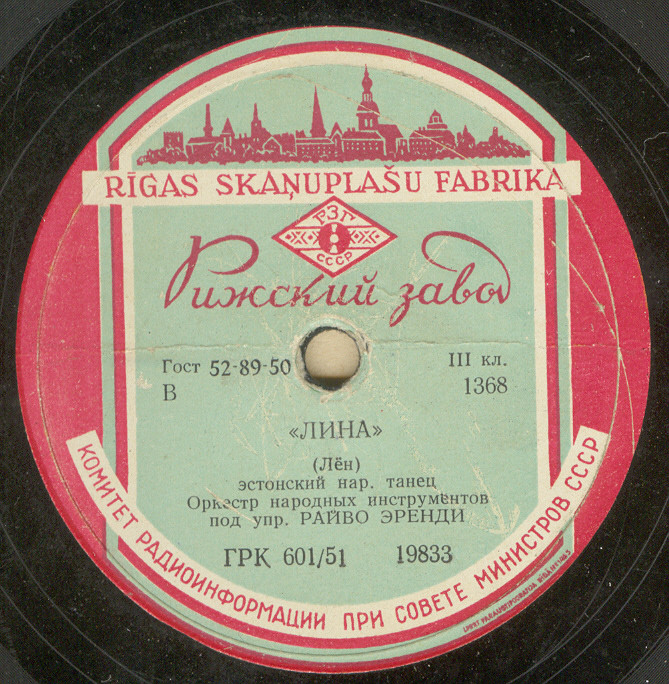 RĪGAS SKAŅUPLAŠU FABRIKA
РЗГ
СССР
Рижский завод
Гост 52-89-50 III кл.
В 1368
«ЛИНА»
(Лён)
эстонский нар. танец
Оркестр народных инструментов
под упр. РАЙВО ЭРЕНДИ
ГРК 601/51 19833
КОМИТЕТ РАДИОИНФОРМАЦИИ ПРИ СОВЕТЕ МИНИСТРОВ СССР